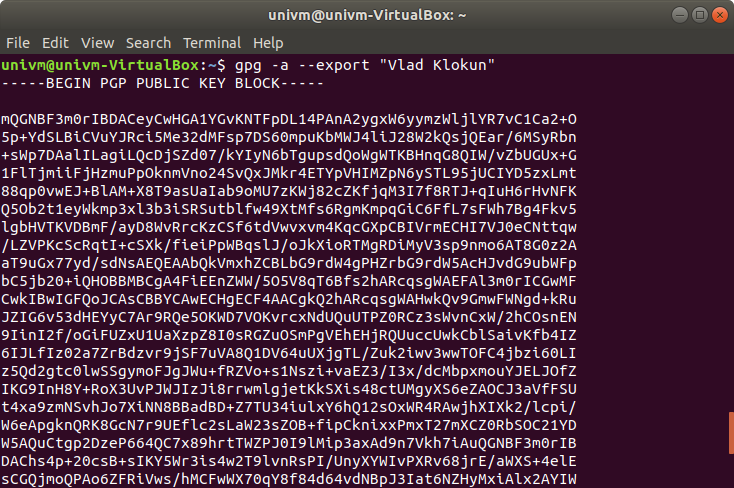 univm@univm-VirtualBox: ~
File Edit View Search Terminal Help
univm@univm-VirtualBox:~$ gpg -a --export "Vlad Klokun"
-----BEGIN PGP PUBLIC KEY BLOCK-----
mQGNBF3m0rIBDACeyCwHGA1YGvKNTFpDL14PAnA2ygxW6yymzWljlYR7vC1Ca2+O
5p+YdSLBiCVuYJRci5Me32dMFsp7DS60mpuKbMWJ4liJ28W2kQsjQEar/6MSyRbn
+sWp7DAalILagiLQcDjSZd07/kYIyN6bTgupsdQoWgWTKBHnqG8QIW/vZbUGUx+G
1FlTjmiiFjHzmuPpOknmVno24SvQxJMkr4ETYpVHIMZpN6ySTL95jUCIYD5zxLmt
88qp0vwEJ+BlAM+X8T9asUaIab9oMU7zKWj82cZKfjqM3I7f8RTJ+qIuH6rHvNFK
Q5Ob2t1eyWkmp3xl3b3iSRSutblfw49XtMfs6RgmKmpqGiC6FfL7sFWh7Bg4Fkv5
lgbHVTKVDBmF/ayD8WvRrcKzCSf6tdVwvxvm4KqcGXpCBIVrmECHI7VJ0eCNttqw
/LZVPKcScRqtI+cSXk/fieiPpWBqslJ/oJkXioRTMgRDiMyV3sp9nmo6AT8G0z2A
aT9uGx77yd/sdNsAEQEAAbQkVmxhZCBLbG9rdW4gPHZrbG9rdW5AcHJvdG9ubWFp
bC5jb20+iQHOBBMBCgA4FiEEnZWW/5O5V8qT6Bfs2hARcqsgWAEFAl3m0rICGwMF
CwkIBwIGFQoJCAsCBBYCAwECHgECF4AACgkQ2hARcqsgWAHwkQv9GmwFWNgd+kRu
JZIG6v53dHEYyC7Ar9RQe5OKWD7VOKvrcxNdUQuUTPZ0RCz3sWvnCxW/2hCOsnEN
9IinI2f/oGiFUZxU1UaXzpZ8I0sRGZuOSmPgVEhEHjRQUuccUwkCblSaivKfb4IZ
6IJLfIz02a7ZrBdzvr9jSF7uVA8Q1DV64uUXjgTL/Zuk2iwv3wwTOFC4jbzi60LI
z5Qd2gtc0lwSSgymoFJgJWu+fRZVo+s1Nszi+vaEZ3/I3x/dcMbpxmouYJELJOfZ
IKG9InH8Y+RoX3UvPJWJIzJi8rrwmlgjetKkSXis48ctUMgyXS6eZAOCJ3aVfFSU
t4xa9zmNSvhJo7XiNN8BBadBD+Z7TU34iulxY6hQ12sOxWR4RAwjhXIXk2/lcpi/
W6eApgknQRK8GcN7r9UEflc2sLaW23sZOB+fipCknixxPmxT27mXCZ0RbSOC21YD
W5AQuCtgp2DzeP664QC7x89hrtTWZPJ0I9lMip3axAd9n7Vkh7iAuQGNBF3m0rIB
DAChs4p+20csB+sIKY5Wr3is4w2T9lvnRsPI/UnyXYWIvPXRv68jrE/aWXS+4elE
sCGQjmoQPAo6ZFRiVws/hMCFwWX70qY8f84d64vdNBpJ3Iat6NZHyMxiAlx2AYIW